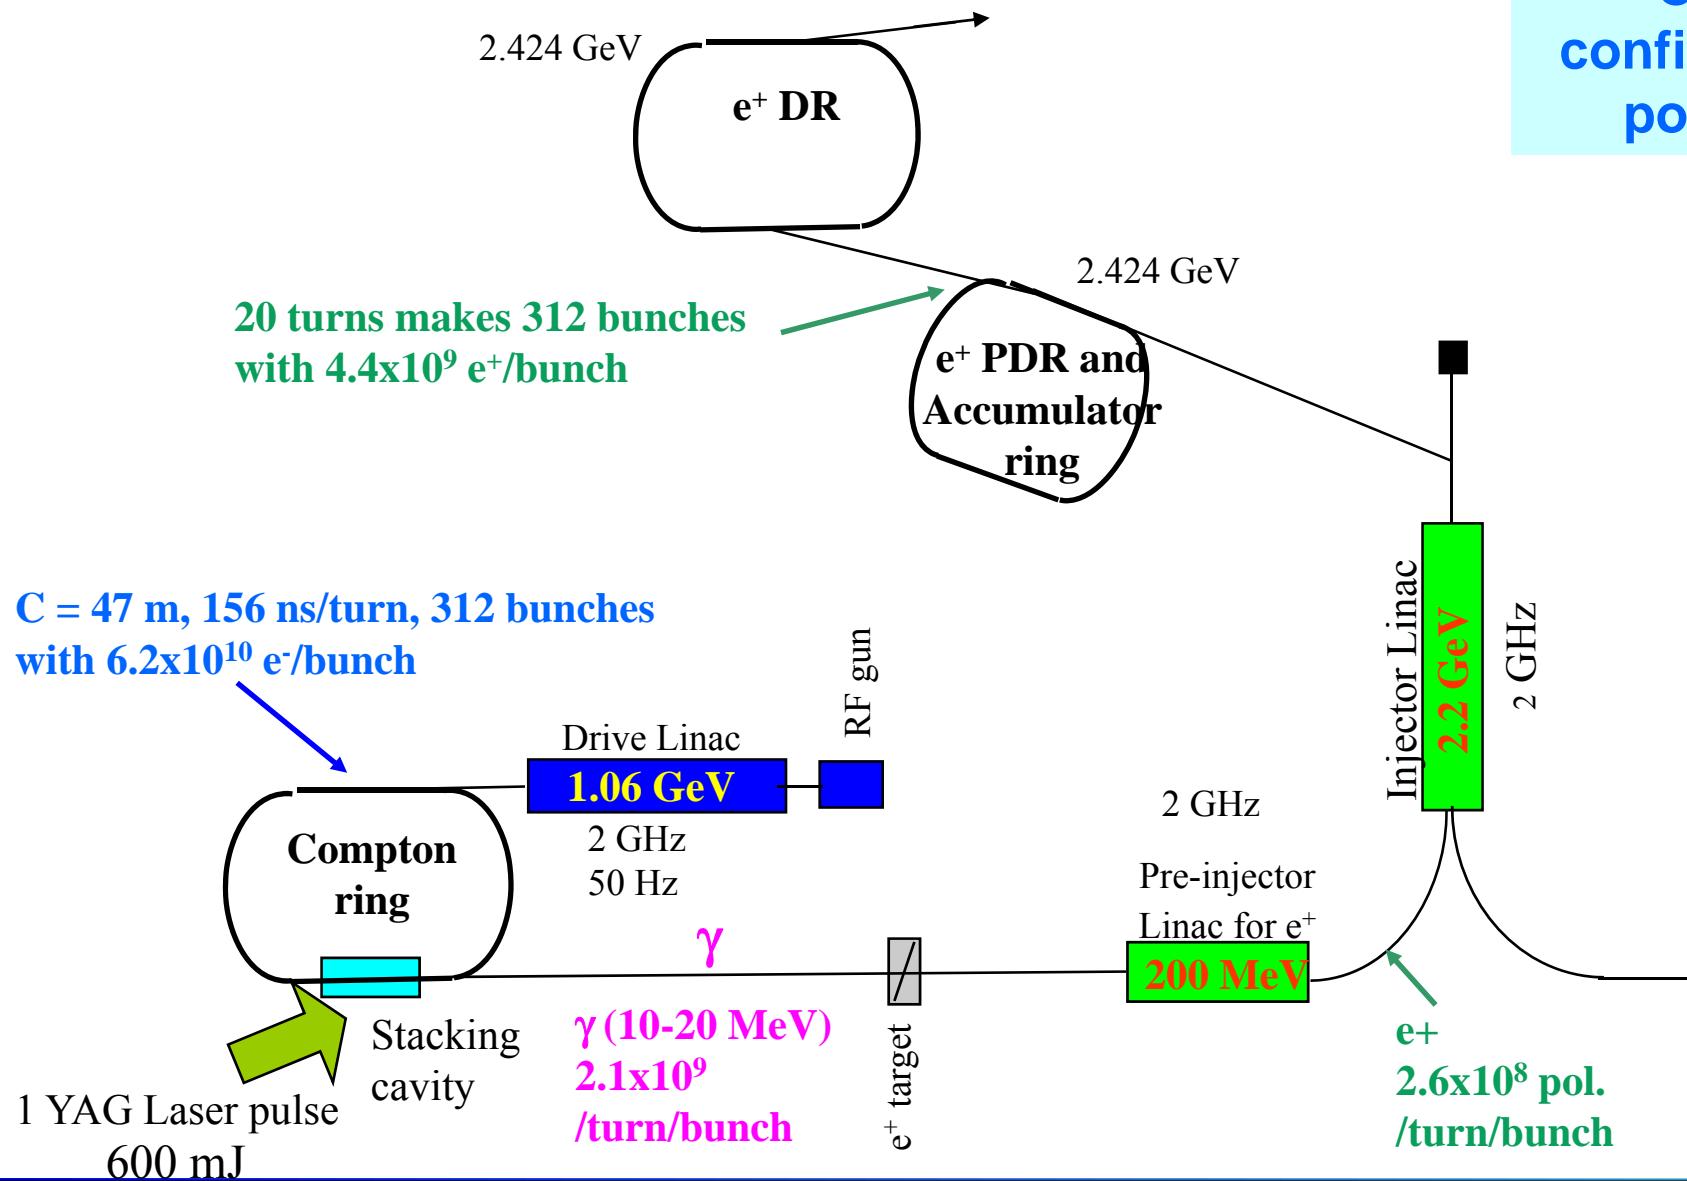 confi
po
2.424 GeV
e⁺ DR
2.424 GeV
20 turns makes 312 bunches
with 4.4x10⁹ e⁺/bunch
e⁺ PDR and
Accumulator
ring
C = 47 m, 156 ns/turn, 312 bunches
with 6.2x10¹⁰ e⁻/bunch
RF gun
Drive Linac
1.06 GeV
2 GHz
50 Hz
Injector Linac
2.2 GeV
2 GHz
2 GHz
Pre-injector
Linac for e⁺
200 MeV
Compton
ring
γ
Stacking
cavity
γ (10-20 MeV)
2.1x10⁹
/turn/bunch
e⁺ target
e+
2.6x10⁸ pol.
/turn/bunch
1 YAG Laser pulse
600 mJ